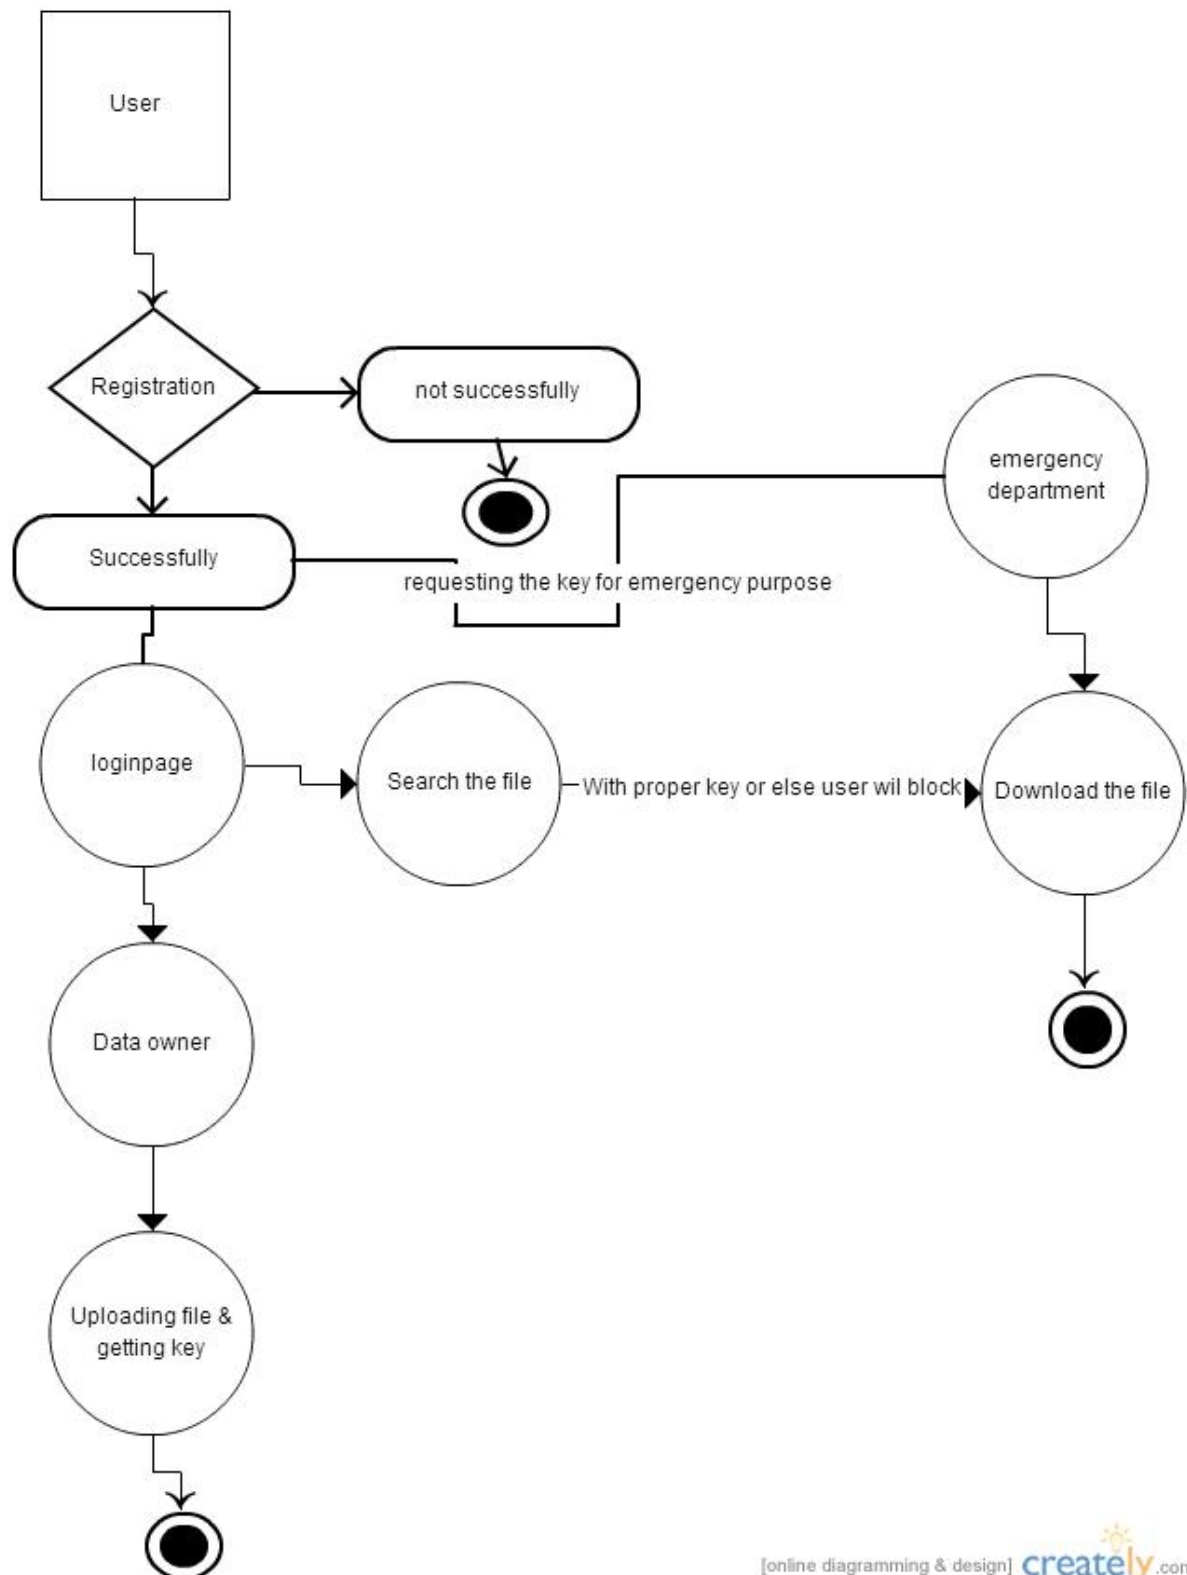 User
Registration
not successfully
emergency
department
Successfully
requesting the key for emergency purpose
loginpage
Search the file
With proper key or else user wil block
Download the file
Data owner
Uploading file &
getting key
[online diagramming & design] creately.com